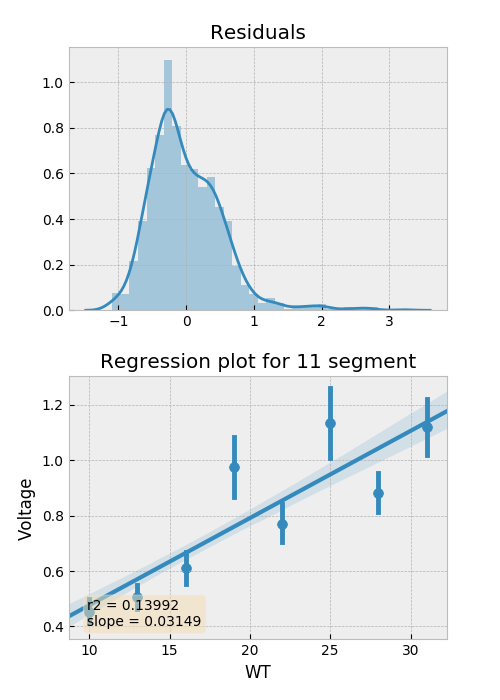 Residuals
1.0
0.8
0.6
0.4
0.2
0.0
−1 0 1 2 3
Regression plot for 11 segment
1.2
1.0
0.8
0.6
0.4
Voltage
r2 = 0.13992
slope = 0.03149
10 15 20 25 30
WT